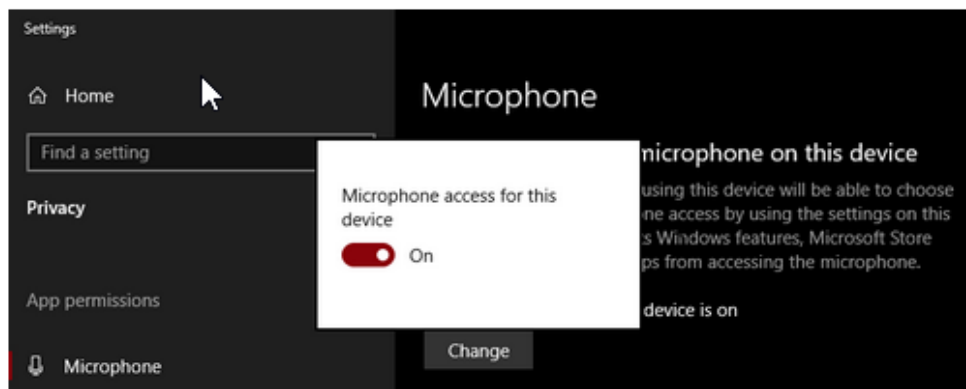 Settings
Home
Find a setting
Privacy
App permissions
Microphone
Microphone
microphone on this device
using this device will be able to choose
ne access by using the settings on this
s Windows features, Microsoft Store
ps from accessing the microphone.
device is on
Change
Microphone access for this
device
On